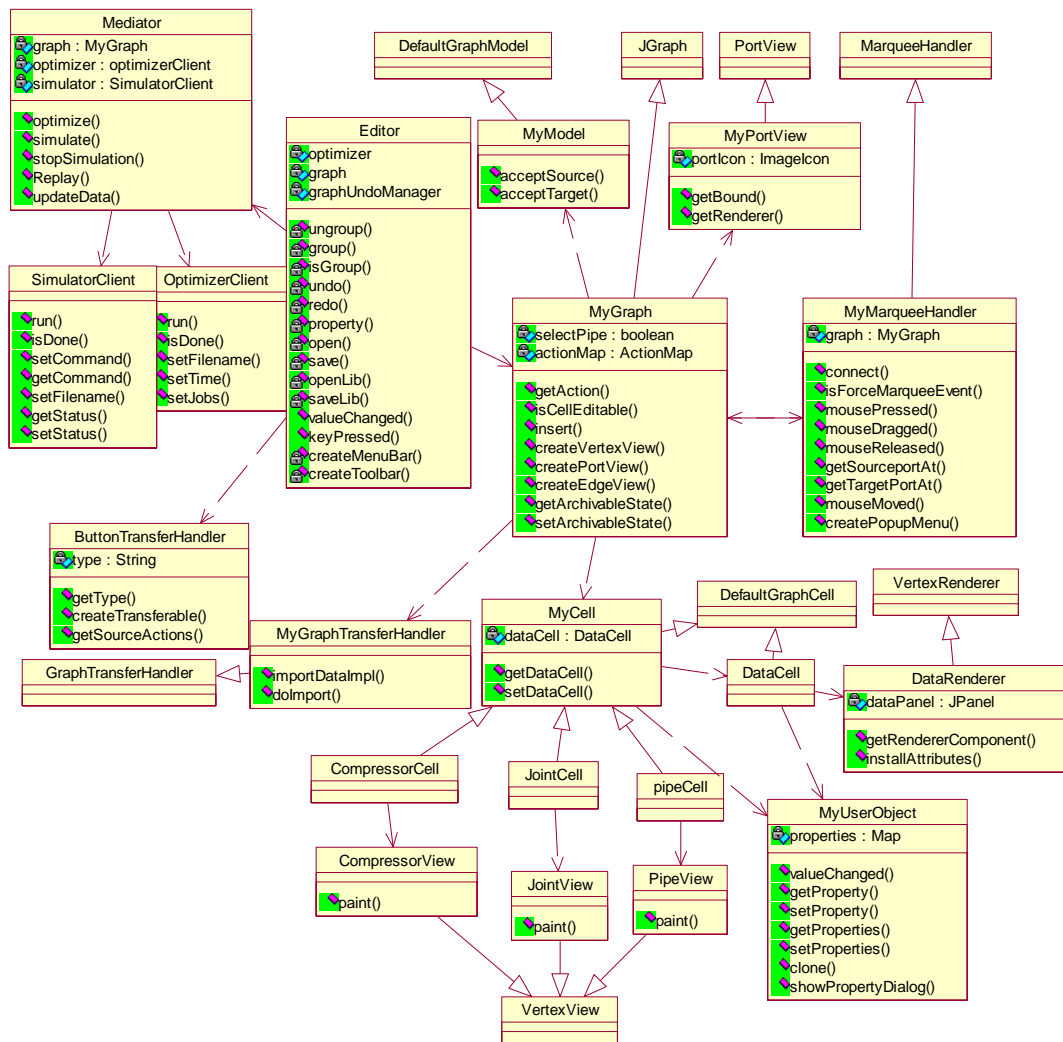 Mediator
graph : MyGraph
optimizer : optimizerClient
simulator : SimulatorClient
optimize()
simulate()
stopSimulation()
Replay()
updateData()
DefaultGraphModel
JGraph
PortView
MarqueeHandler
Editor
optimizer
graph
graphUndoManager
ungroup()
group()
isGroup()
undo()
redo()
property()
open()
save()
openLib()
saveLib()
valueChanged()
keyPressed()
createMenuBar()
createToolbar()
MyModel
acceptSource()
acceptTarget()
MyPortView
portIcon : ImageIcon
getBound()
getRenderer()
SimulatorClient
run()
isDone()
setCommand()
getCommand()
setFilename()
getStatus()
setStatus()
OptimizerClient
run()
isDone()
setFilename()
setTime()
setJobs()
MyGraph
selectPipe : boolean
actionMap : ActionMap
getAction()
isCellEditable()
insert()
createVertexView()
createPortView()
createEdgeView()
getArchivableState()
setArchivableState()
MyMarqueeHandler
graph : MyGraph
connect()
isForceMarqueeEvent()
mousePressed()
mouseDragged()
mouseReleased()
getSourceportAt()
getTargetPortAt()
mouseMoved()
createPopupMenu()
ButtonTransferHandler
type : String
getType()
createTransferable()
getSourceActions()
GraphTransferHandler
MyGraphTransferHandler
importDataImpl()
doImport()
MyCell
dataCell : DataCell
getDataCell()
setDataCell()
DefaultGraphCell
VertexRenderer
DataCell
DataRenderer
dataPanel : JPanel
getRendererComponent()
installAttributes()
CompressorCell
JointCell
pipeCell
MyUserObject
properties : Map
valueChanged()
getProperty()
setProperty()
getProperties()
setProperties()
clone()
showPropertyDialog()
CompressorView
paint()
JointView
paint()
PipeView
paint()
VertexView